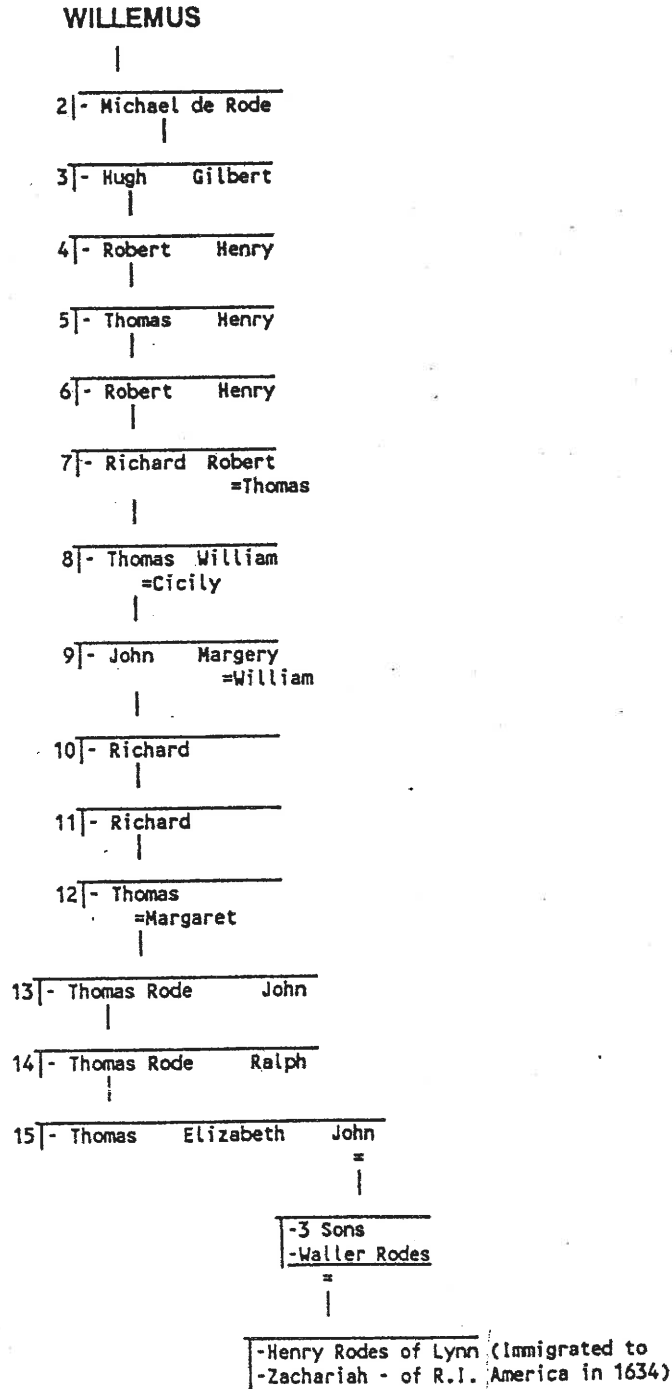 WILLEMUS
2 - Michael de Rode
3 - Hugh Gilbert
4 - Robert Henry
5 - Thomas Henry
6 - Robert Henry
7 - Richard Robert
=Thomas
8 - Thomas William
=Cicily
9 - John Margery
=William
10 - Richard
11 - Richard
12 - Thomas
=Margaret
13 - Thomas Rode John
14 - Thomas Rode Ralph
15 - Thomas Elizabeth John
=
-3 Sons
-Waller Rodes
=
-Henry Rodes of Lynn (Immigrated to
-Zachariah - of R.I. America in 1634)